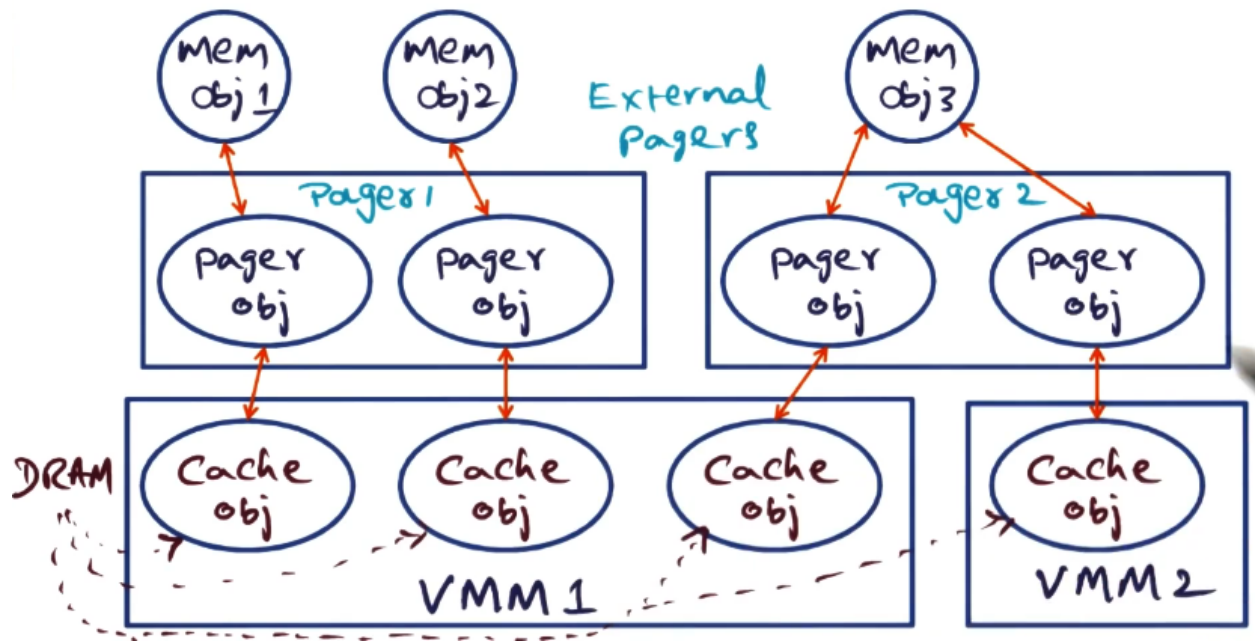 mem
obj 1
mem
obj2
External
pagers
mem
obj3
Pager 1
Pager 2
pager
obj
pager
obj
pager
obj
pager
obj
DRAM
Cache
obj
Cache
obj
Cache
obj
Cache
obj
VMM 1
VMM 2